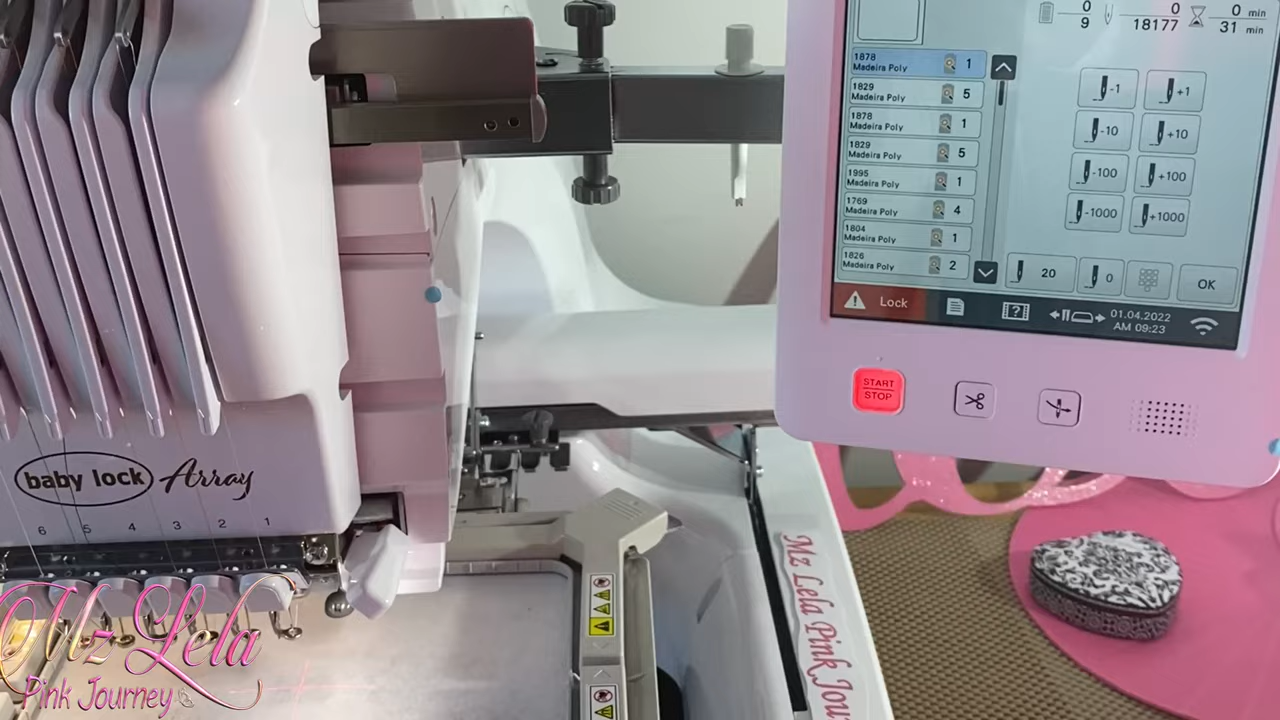 0
9
0
18177
0 min
31 min
1878
Madeira Poly
1
1829
Madeira Poly
5
1878
Madeira Poly
1
1829
Madeira Poly
5
1995
Madeira Poly
1
1769
Madeira Poly
4
1804
Madeira Poly
1
1826
Madeira Poly
2
-1
+1
-10
+10
-100
+100
-1000
+1000
20
0
OK
Lock
01.04.2022
AM 09:23
START
STOP
baby lock Array
6 5 4 3 2 1
Mz Lela Pink Jour
Mz Lela
Pink Journey